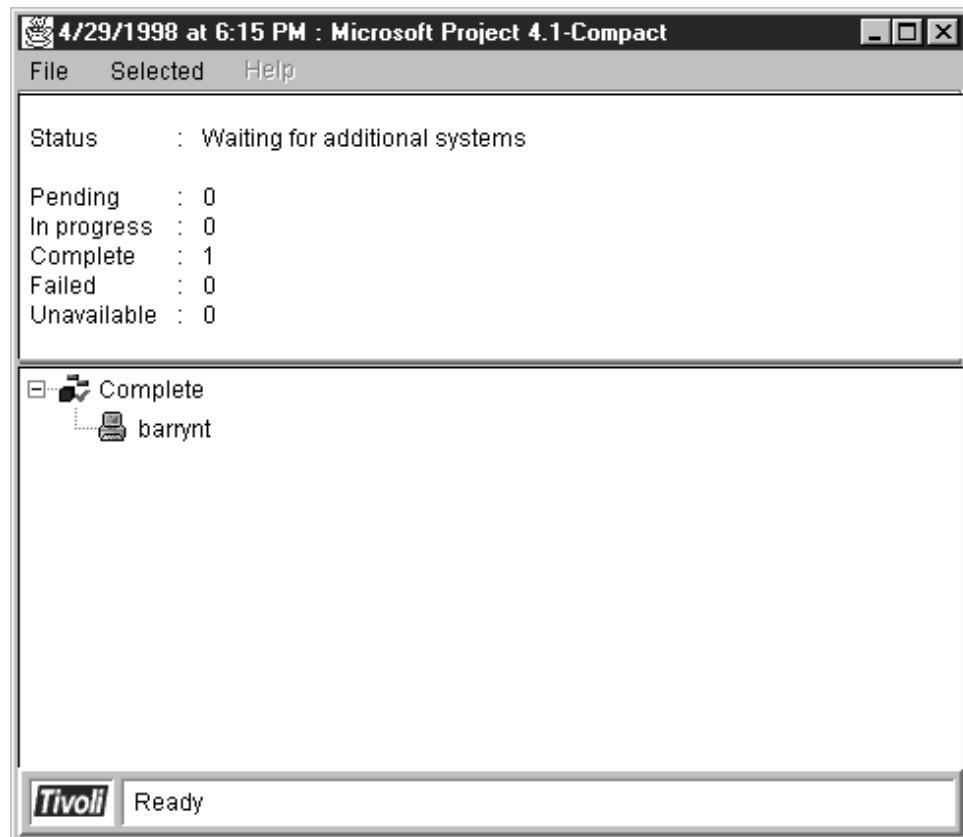 4/29/1998 at 6:15 PM : Microsoft Project 4.1-Compact
File Selected Help
Status : Waiting for additional systems
Pending : 0
In progress : 0
Complete : 1
Failed : 0
Unavailable : 0
Complete
barrynt
Tivoli Ready